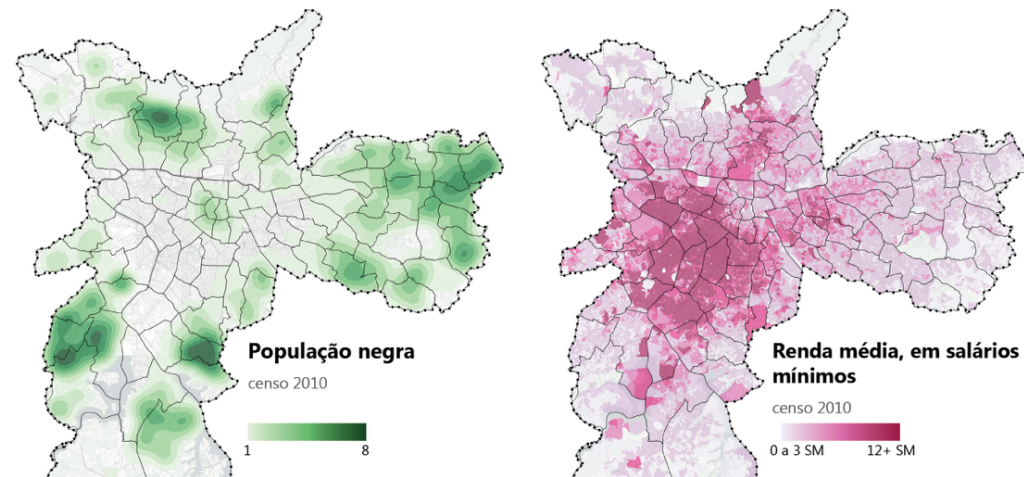 População negra
censo 2010
1 8
Renda média, em salários
mínimos
censo 2010
0 a 3 SM 12+ SM